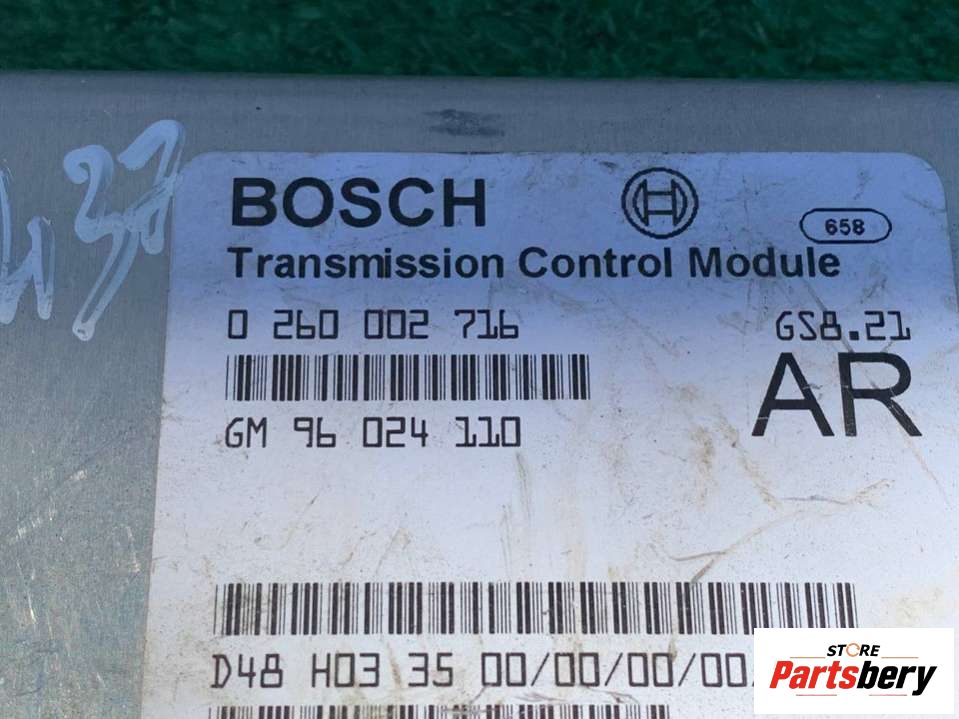 37
BOSCH
658
Transmission Control Module
0 260 002 716 GS8.21
AR
GM 96 024 110
D48 H03 35 00/00/00/00
STORE
Partsbery